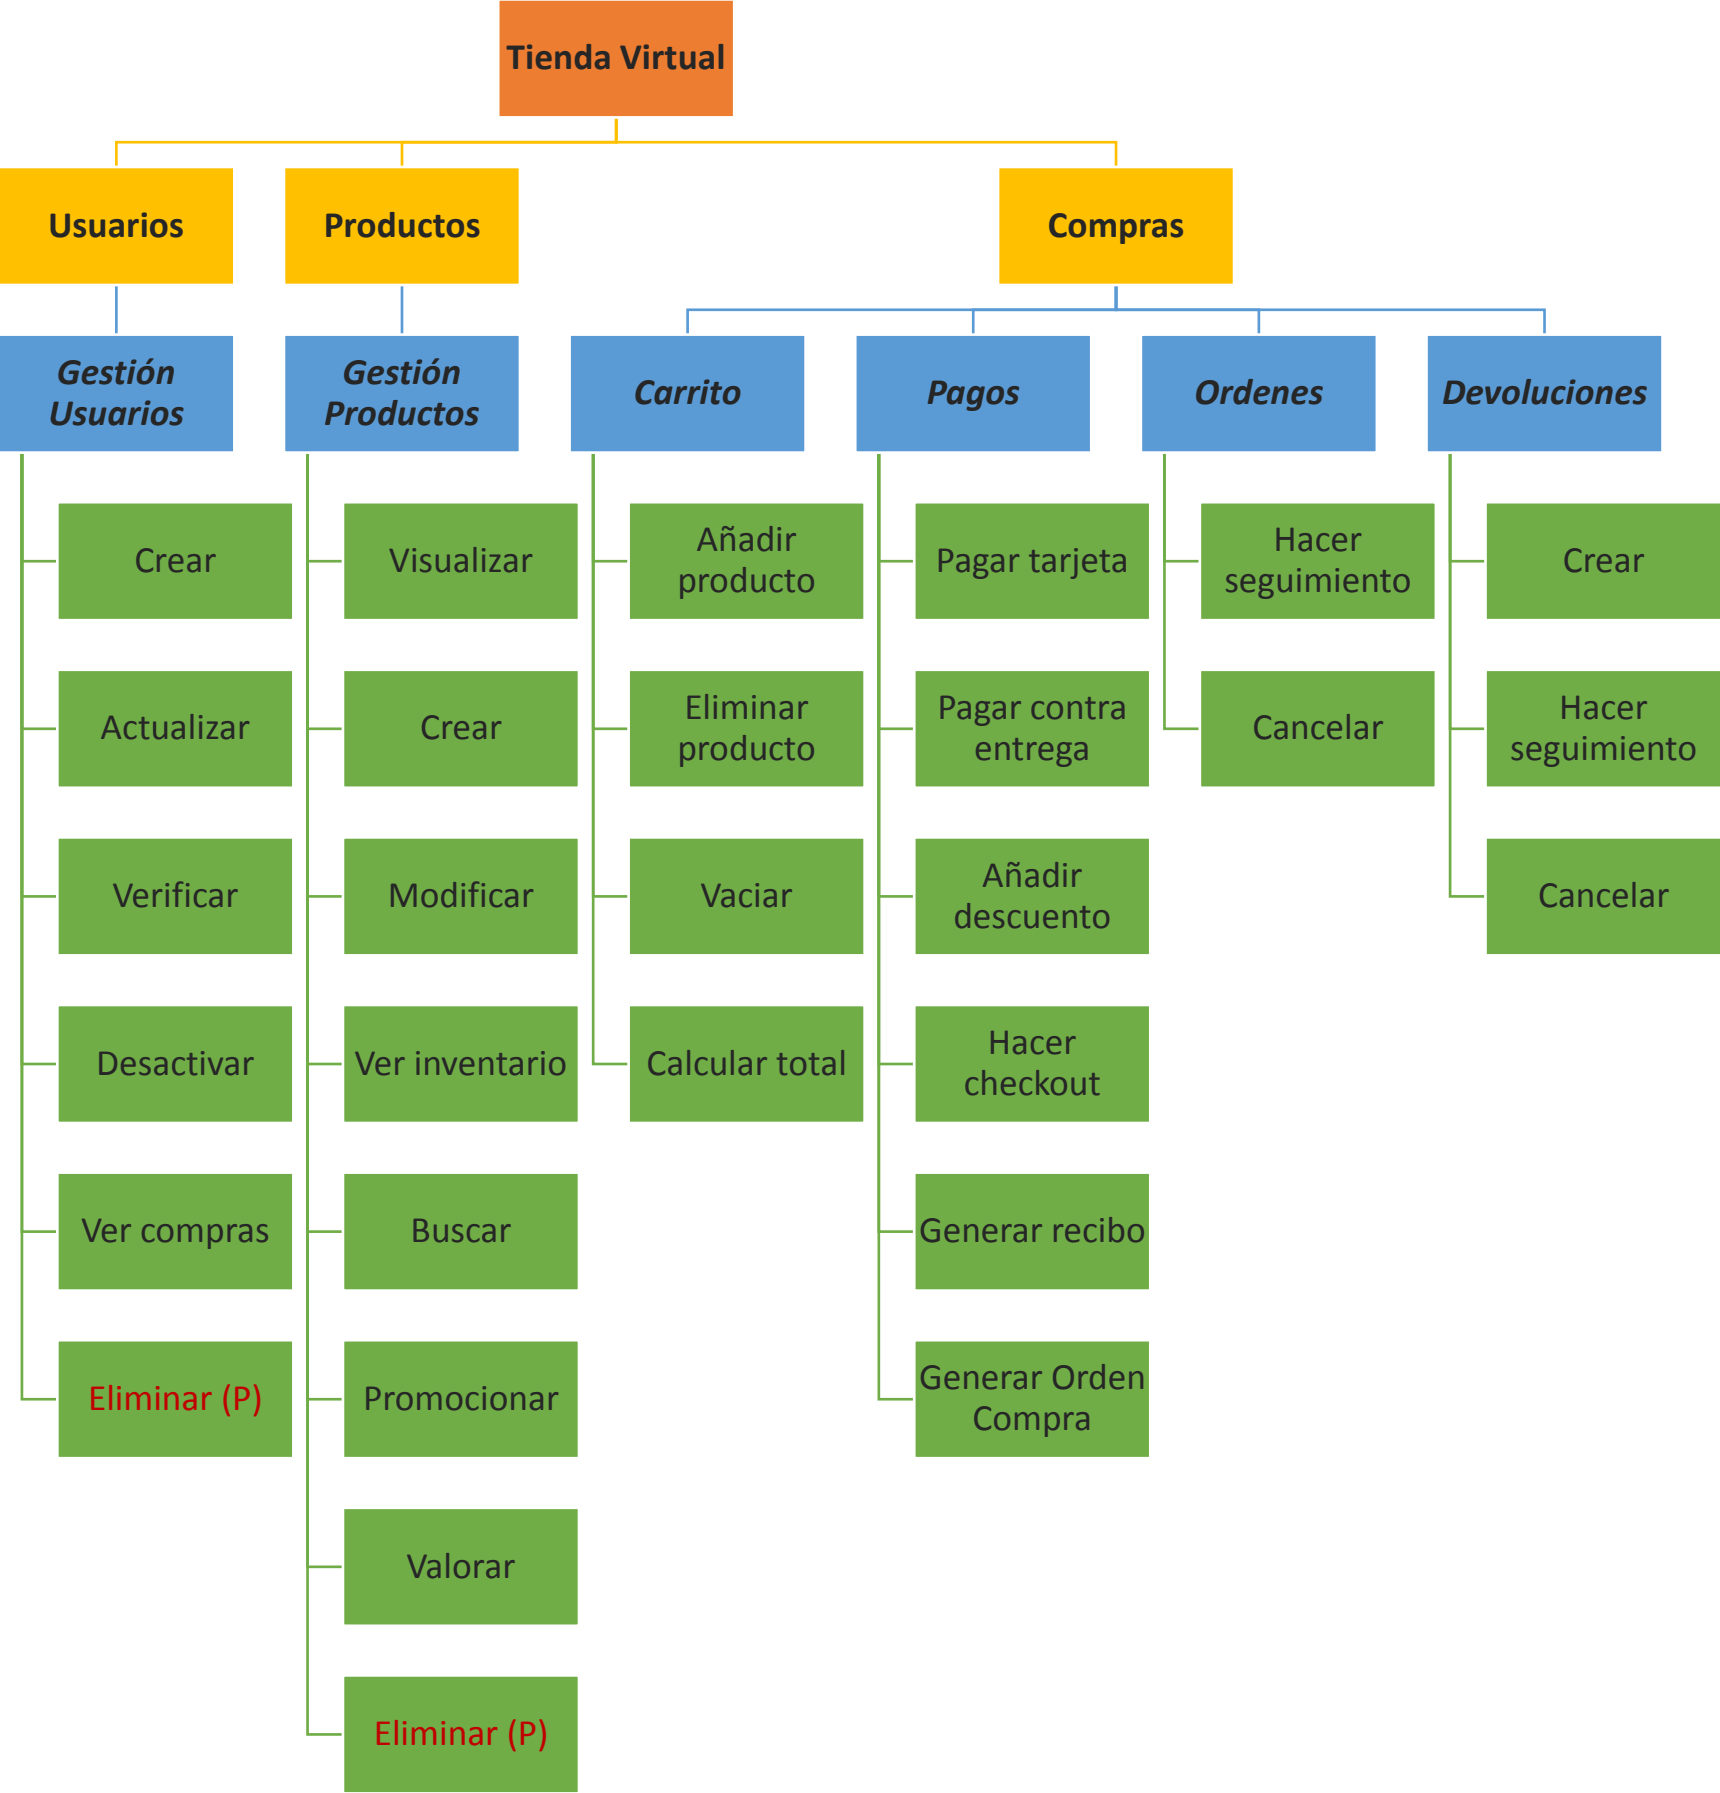 Tienda Virtual
Usuarios
Productos
Compras
Gestión
Usuarios
Gestión
Productos
Carrito
Pagos
Ordenes
Devoluciones
Crear
Actualizar
Verificar
Desactivar
Ver compras
Eliminar (P)
Visualizar
Crear
Modificar
Ver inventario
Buscar
Promocionar
Valorar
Eliminar (P)
Añadir
producto
Eliminar
producto
Vaciar
Calcular total
Pagar tarjeta
Pagar contra
entrega
Añadir
descuento
Hacer
checkout
Generar recibo
Generar Orden
Compra
Hacer
seguimiento
Cancelar
Crear
Hacer
seguimiento
Cancelar